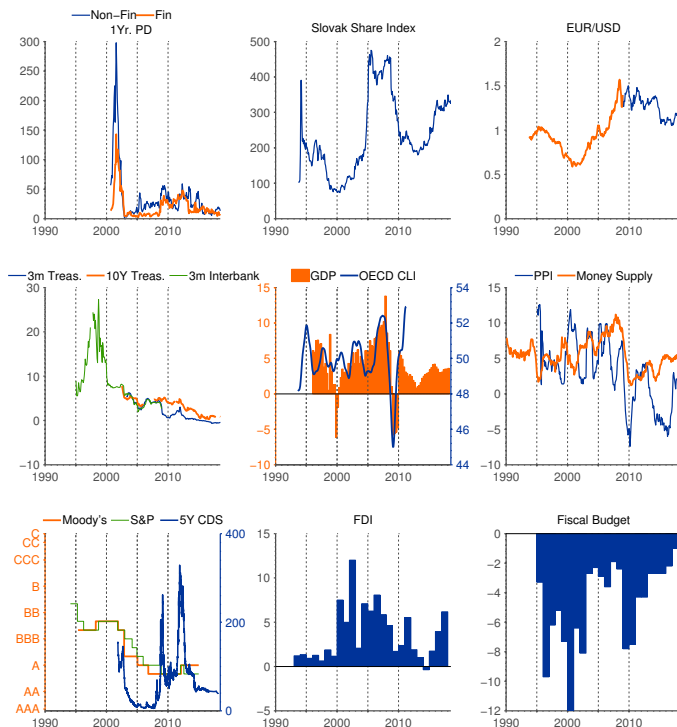 Non-Fin Fin
1Yr. PD
300
250
200
150
100
50
0
1990 2000 2010
Slovak Share Index
500
400
300
200
100
0
1990 2000 2010
EUR/USD
2
1.5
1
0.5
0
1990 2000 2010
3m Treas. 10Y Treas. 3m Interbank
30
20
10
0
−10
1990 2000 2010
GDP OECD CLI
15 54
10 52
5 50
0 48
−5 46
−10 44
1990 2000 2010
PPI Money Supply
15
10
5
0
−5
−10
1990 2000 2010
Moody's S&P 5Y CDS
C 400
CC
CCC
B
BB 200
BBB
A
AA
AAA 0
1990 2000 2010
FDI
15
10
5
0
−5
1990 2000 2010
Fiscal Budget
0
−2
−4
−6
−8
−10
−12
1990 2000 2010